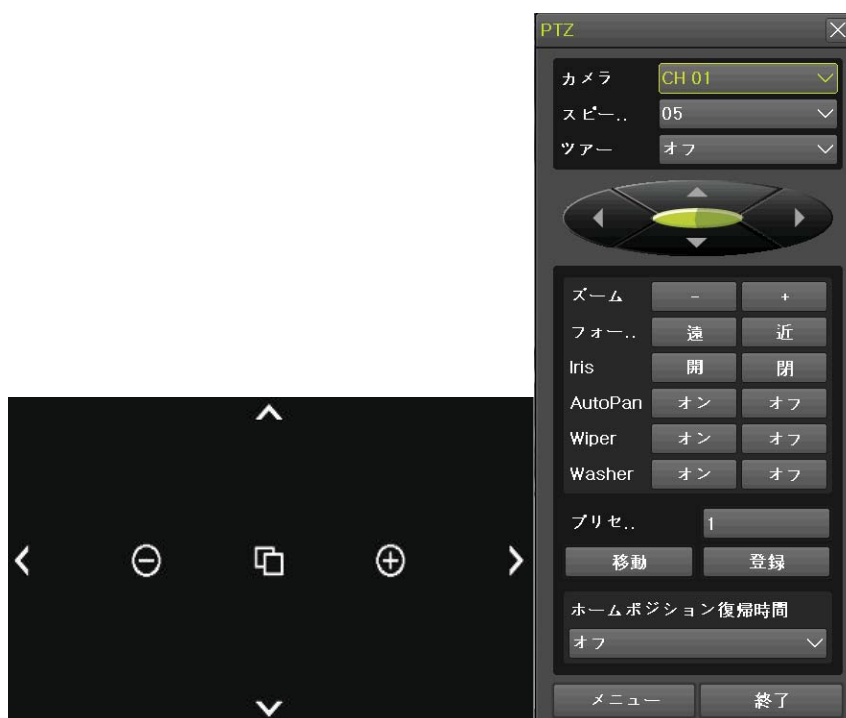 PTZ
カメラ CH 01
スピー.. 05
ツアー オフ
ズーム - +
フォー.. 遠 近
Iris 開 閉
AutoPan オン オフ
Wiper オン オフ
Washer オン オフ
プリセ.. 1
移動 登録
ホームポジション復帰時間
オフ
メニュー 終了